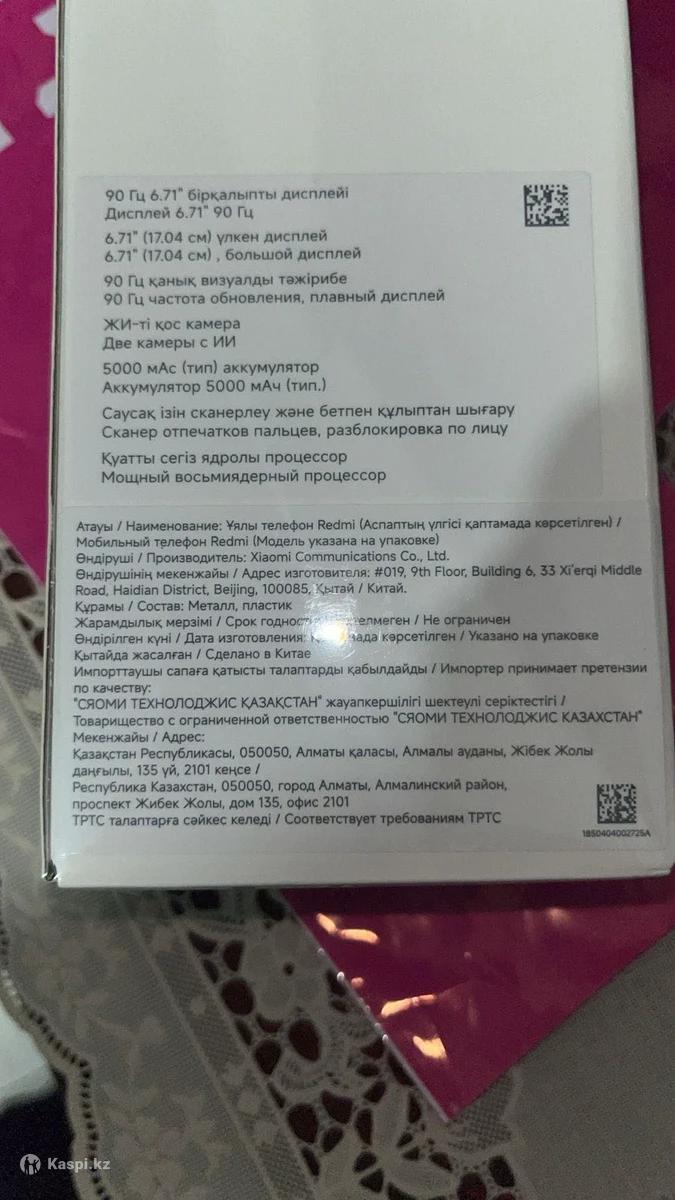 90 Гц 6.71" бірқалыпты дисплейі
Дисплей 6.71" 90 Гц
6.71" (17.04 см) үлкен дисплей
6.71" (17.04 см) , большой дисплей
90 Гц қанық визуалды тәжірибе
90 Гц частота обновления, плавный дисплей
ЖИ-ті қос камера
Две камеры с ИИ
5000 мАс (тип) аккумулятор
Аккумулятор 5000 мАч (тип.)
Саусақ ізін сканерлеу және бетпен құлыптан шығару
Сканер отпечатков пальцев, разблокировка по лицу
Қуатты сегіз ядролы процессор
Мощный восьмиядерный процессор
Атауы / Наименование: Ұялы телефон Redmi (Аспаптың үлгісі қаптамада көрсетілген) /
Мобильный телефон Redmi (Модель указана на упаковке)
Өндіруші / Производитель: Xiaomi Communications Co., Ltd.
Өндірушінің мекенжайы / Адрес изготовителя: #019, 9th Floor, Building 6, 33 Xi'erqi Middle
Road, Haidian District, Beijing, 100085, Қытай / Китай.
Құрамы / Состав: Металл, пластик
Жарамдылық мерзімі / Срок годности / Не ограничен
Өндірілген күні / Дата изготовления: көрсетілген / Указано на упаковке
Қытайда жасалған / Сделано в Китае
Импорттаушы сапаға қатысты талаптарды қабылдайды / Импортер принимает претензии
по качеству:
"СЯОМИ ТЕХНОЛОДЖИС ҚАЗАҚСТАН" жауапкершілігі шектеулі серіктестігі /
Товарищество с ограниченной ответственностью "СЯОМИ ТЕХНОЛОДЖИС КАЗАХСТАН"
Мекенжайы / Адрес:
Қазақстан Республикасы, 050050, Алматы қаласы, Алмалы ауданы, Жібек Жолы
даңғылы, 135 үй, 2101 кеңсе /
Республика Казахстан, 050050, город Алматы, Алмалинский район,
проспект Жибек Жолы, дом 135, офис 2101
ТРТС талаптарға сәйкес келеді / Соответствует требованиям ТРТС
1850404002725A
Kaspi.kz